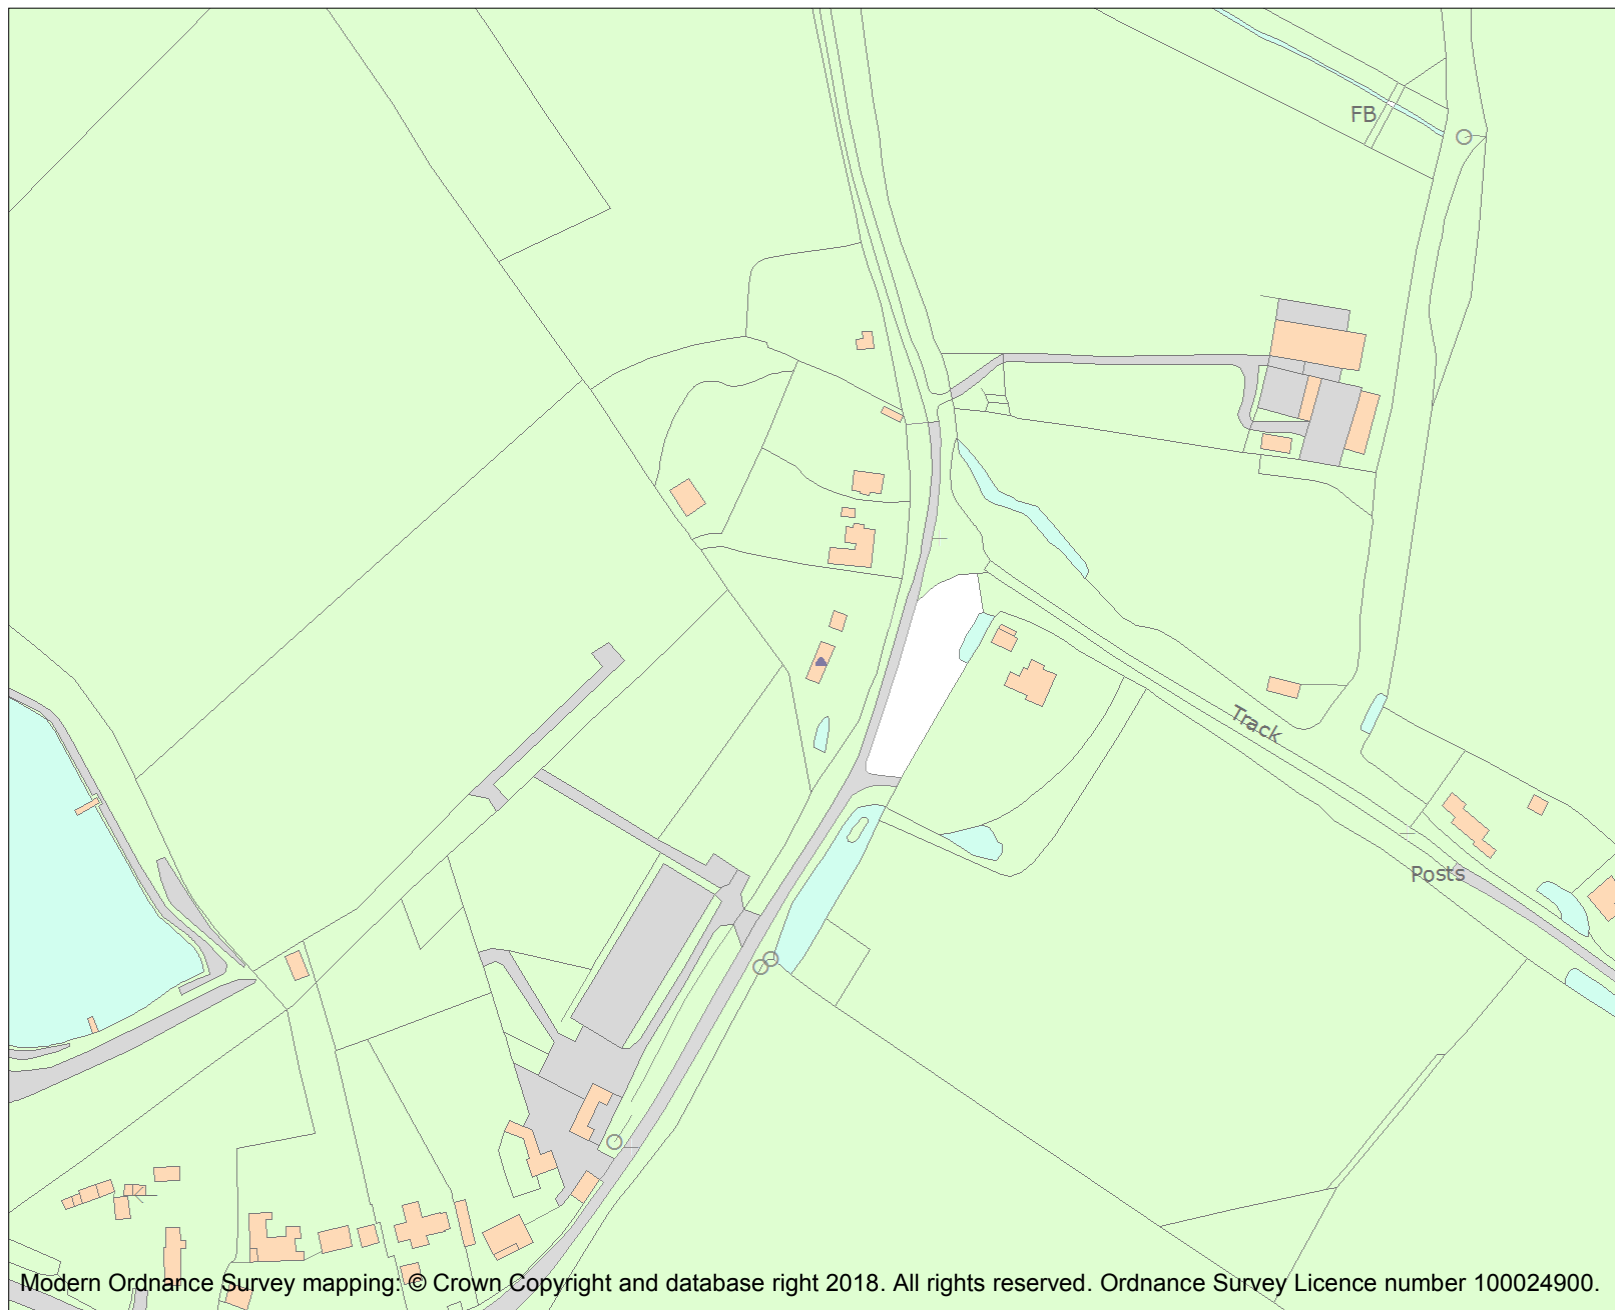 FB
Track
Posts
Modern Ordnance Survey mapping: © Crown Copyright and database right 2018. All rights reserved. Ordnance Survey Licence number 100024900.